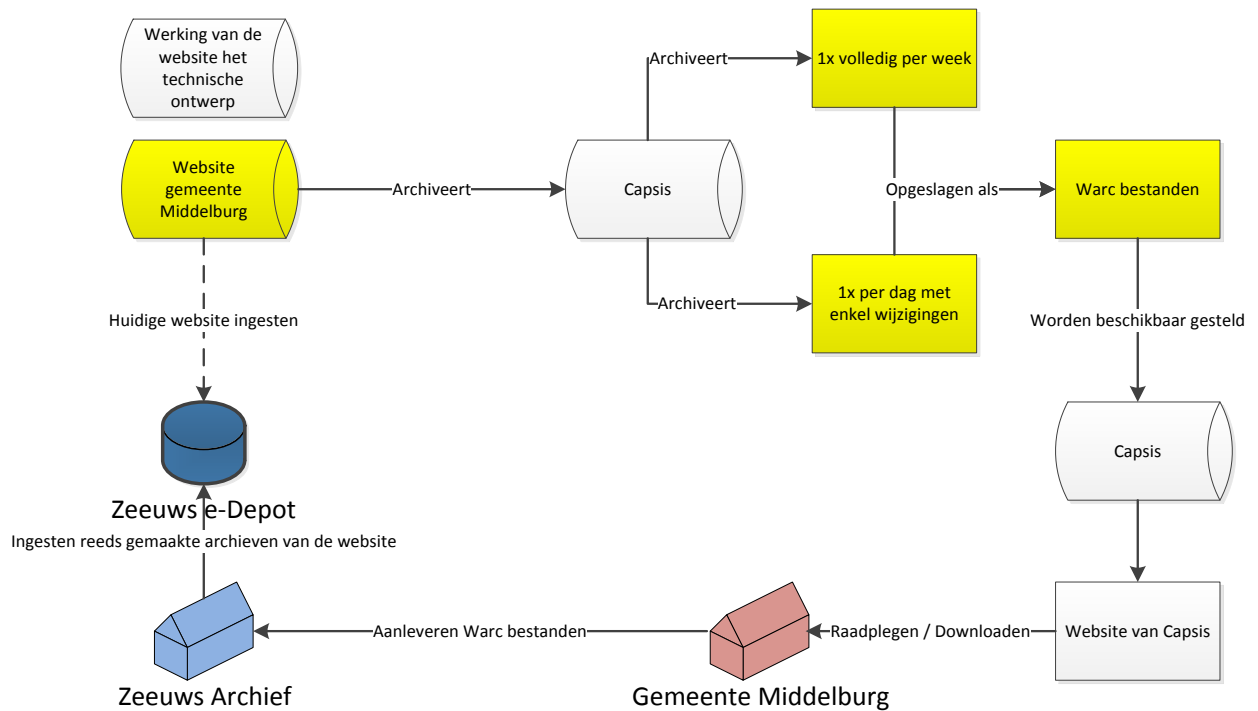 Werking van de
website het
technische
ontwerp
Archiveert
1x volledig per week
Website
gemeente
Middelburg
Archiveert
Capsis
Opgeslagen als
Warc bestanden
Archiveert
1x per dag met
enkel wijzigingen
Huidige website ingesten
Worden beschikbaar gesteld
Capsis
Zeeuws e-Depot
Ingesten reeds gemaakte archieven van de website
Aanleveren Warc bestanden
Raadplegen / Downloaden
Website van Capsis
Zeeuws Archief
Gemeente Middelburg